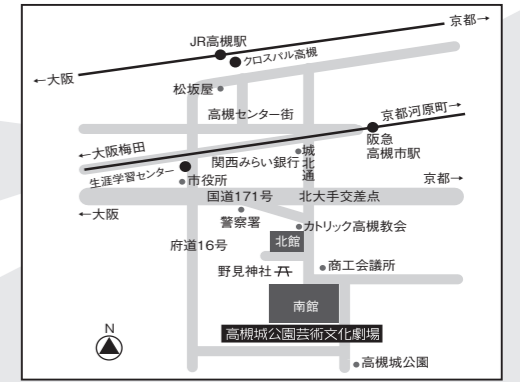 京都→
JR高槻駅
クロスパル高槻
←大阪
松坂屋
高槻センター街
京都河原町→
阪急
高槻市駅
←大阪梅田
関西みらい銀行
城北通
生涯学習センター
市役所
京都→
国道171号
北大手交差点
←大阪
警察署
カトリック高槻教会
府道16号
北館
野見神社
商工会議所
南館
高槻城公園芸術文化劇場
N
高槻城公園